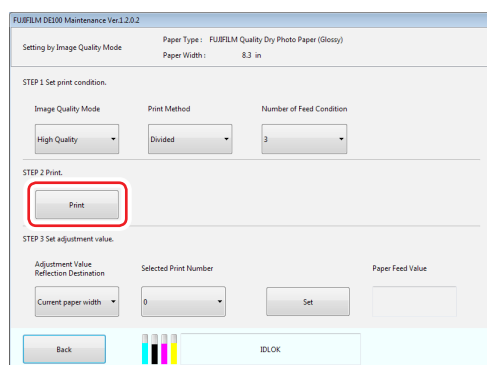 FUJIFILM DE100 Maintenance Ver.1.2.0.2
Setting by Image Quality Mode
Paper Type : FUJIFILM Quality Dry Photo Paper (Glossy)
Paper Width : 8.3 in
STEP 1 Set print condition.
Image Quality Mode Print Method Number of Feed Condition
High Quality Divided 3
STEP 2 Print.
Print
STEP 3 Set adjustment value.
Adjustment Value
Reflection Destination Selected Print Number Paper Feed Value
Current paper width 0 Set
Back IDLOK